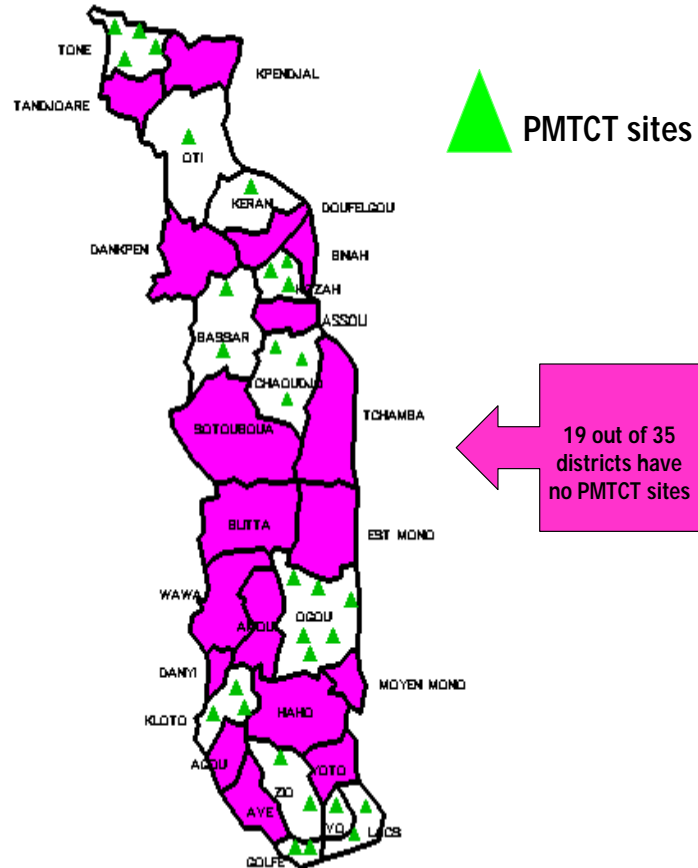 TONE
KPENDJAL
PMTCT sites
TANDJOARE
OTI
KERAN
DOUFELGOU
DANKPEN
BINAH
KOZAH
ASSOLI
BASSAR
CHAOUDJO
TCHAMBA
SOTOUBOUA
19 out of 35
districts have
no PMTCT sites
BLITTA
EST MONO
WAWA
OGOU
AMOU
DANYI
MOYEN MONO
HAHO
KLOTO
AGOU
YOTO
ZIO
AVE
VO
LACS
GOLFE